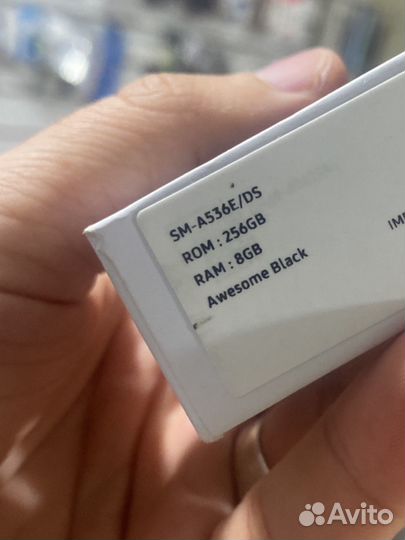 SM-A536E/DS
ROM : 256GB
RAM : 8GB
Awesome Black
Avito